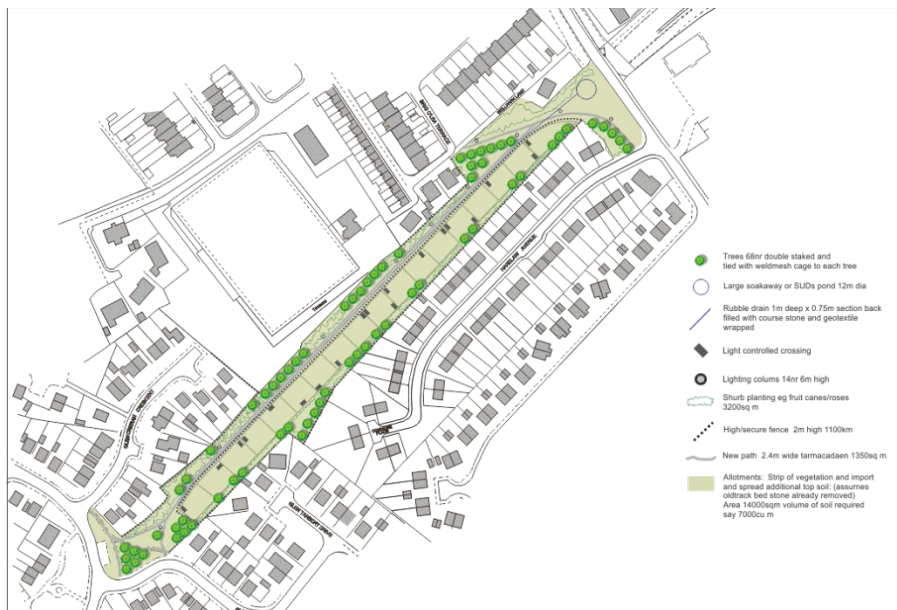 Trees 68nr double staked and
tied with weldmesh cage to each tree
Large soakaway or SUDs pond 12m dia
Rubble drain 1m deep x 0.75m section back
filled with course stone and geotextile
wrapped
Light controlled crossing
Lighting colums 14nr 6m high
Shurb planting eg fruit canes/roses
3200sq m
High/secure fence 2m high 1100km
New path 2.4m wide tarmacadaen 1350sq m
Allotments: Strip of vegetation and import
and spread additional top soil: (assumes
oldtrack bed stone already removed)
Area 14000sqm volume of soil required
say 7000cu m
AVENUE